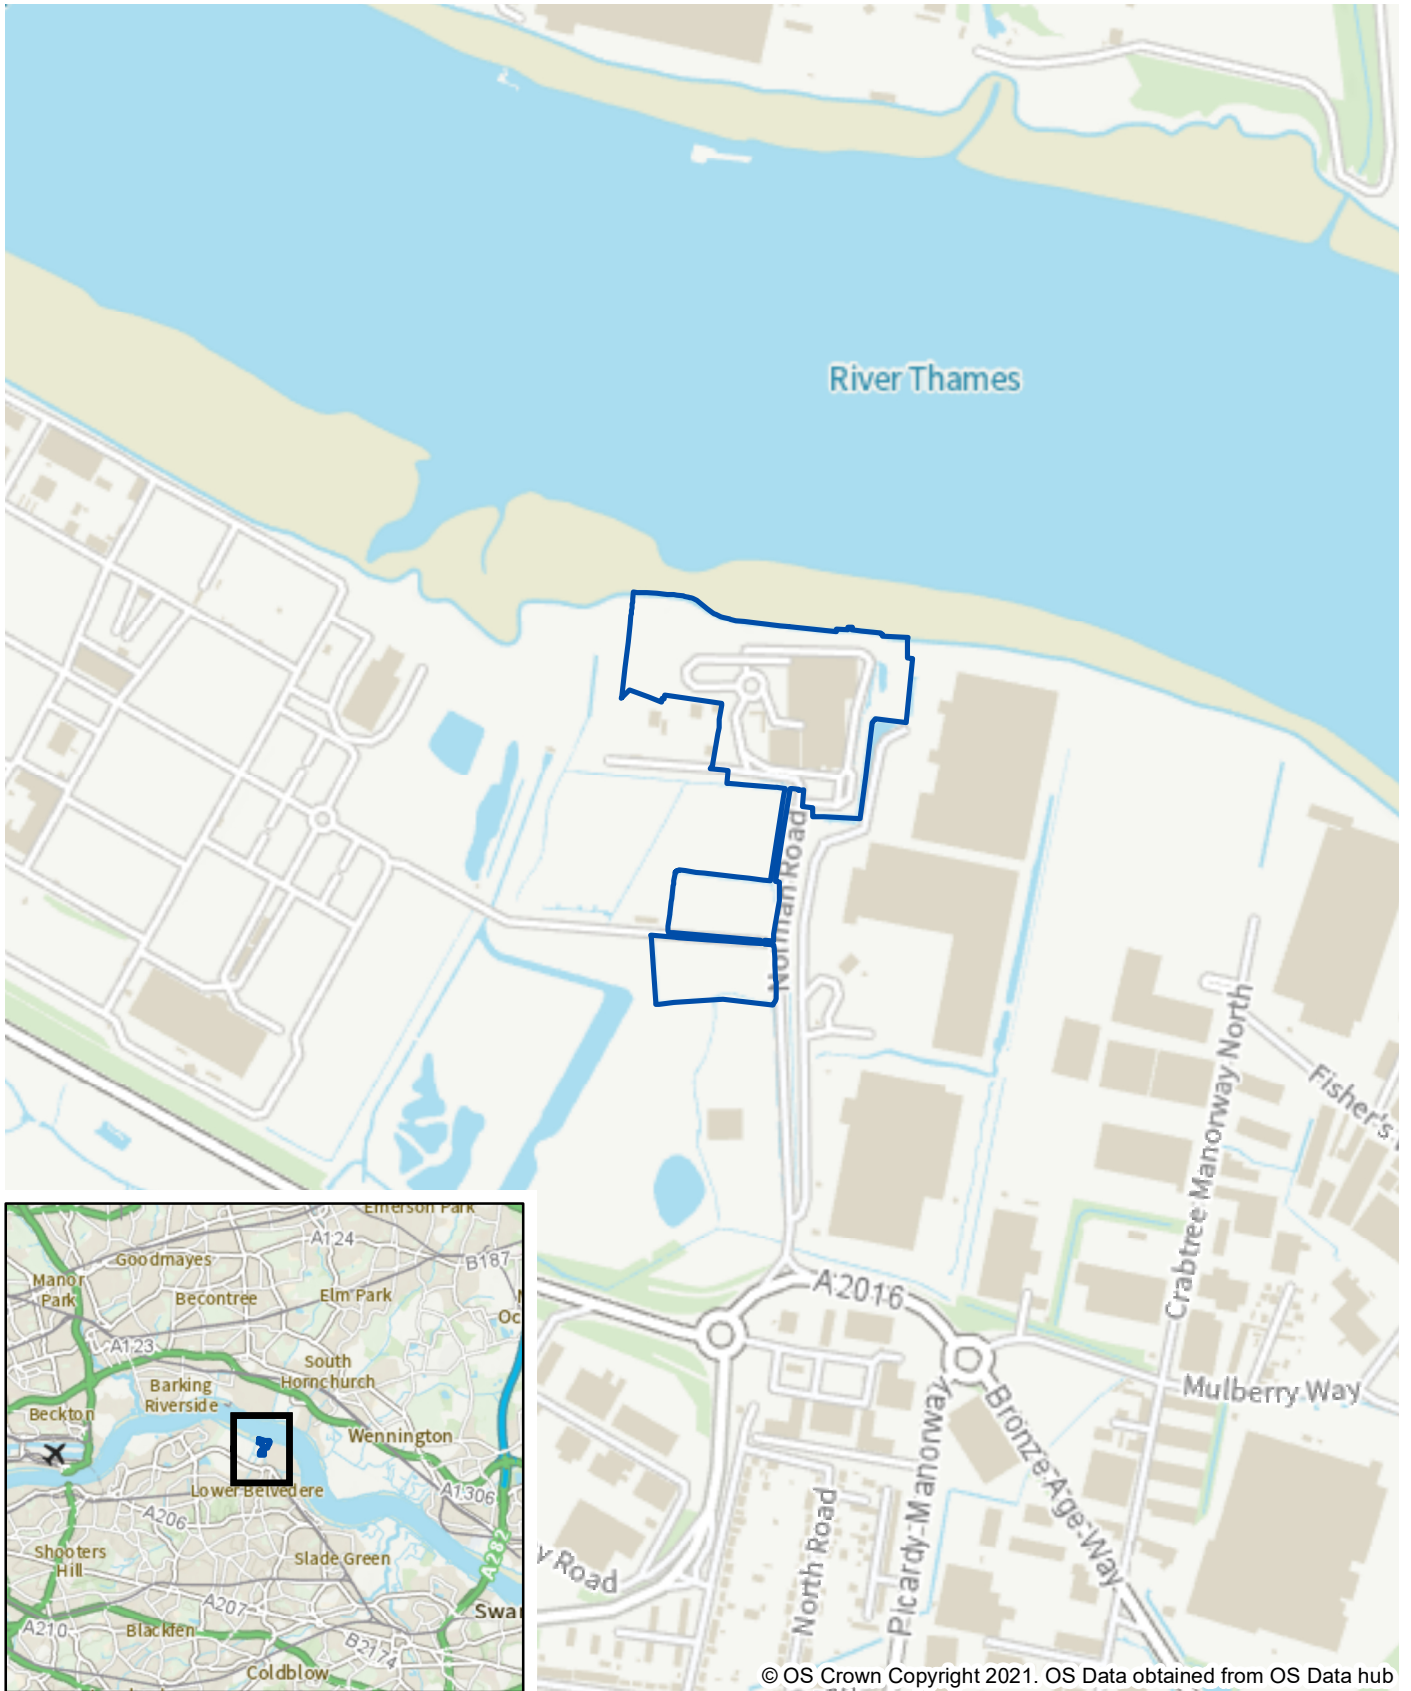 River Thames
Norman Road
Crabtree Manorway North
Fisher's
A2016
Mulberry Way
Bronze Age Way
Picardy Manorway
North Road
y Road
Emerson Park
A124
Goodmayes
B187
Manor
Park
Becontree
Elm Park
Oc
A123
South
Hornchurch
Barking
Riverside
Beckton
Wennington
A1306
Lower Belvedere
A206
A282
Shooters
Hill
Slade Green
A207
Swan
A210
Blackfen
B2174
Coldblow
© OS Crown Copyright 2021. OS Data obtained from OS Data hub